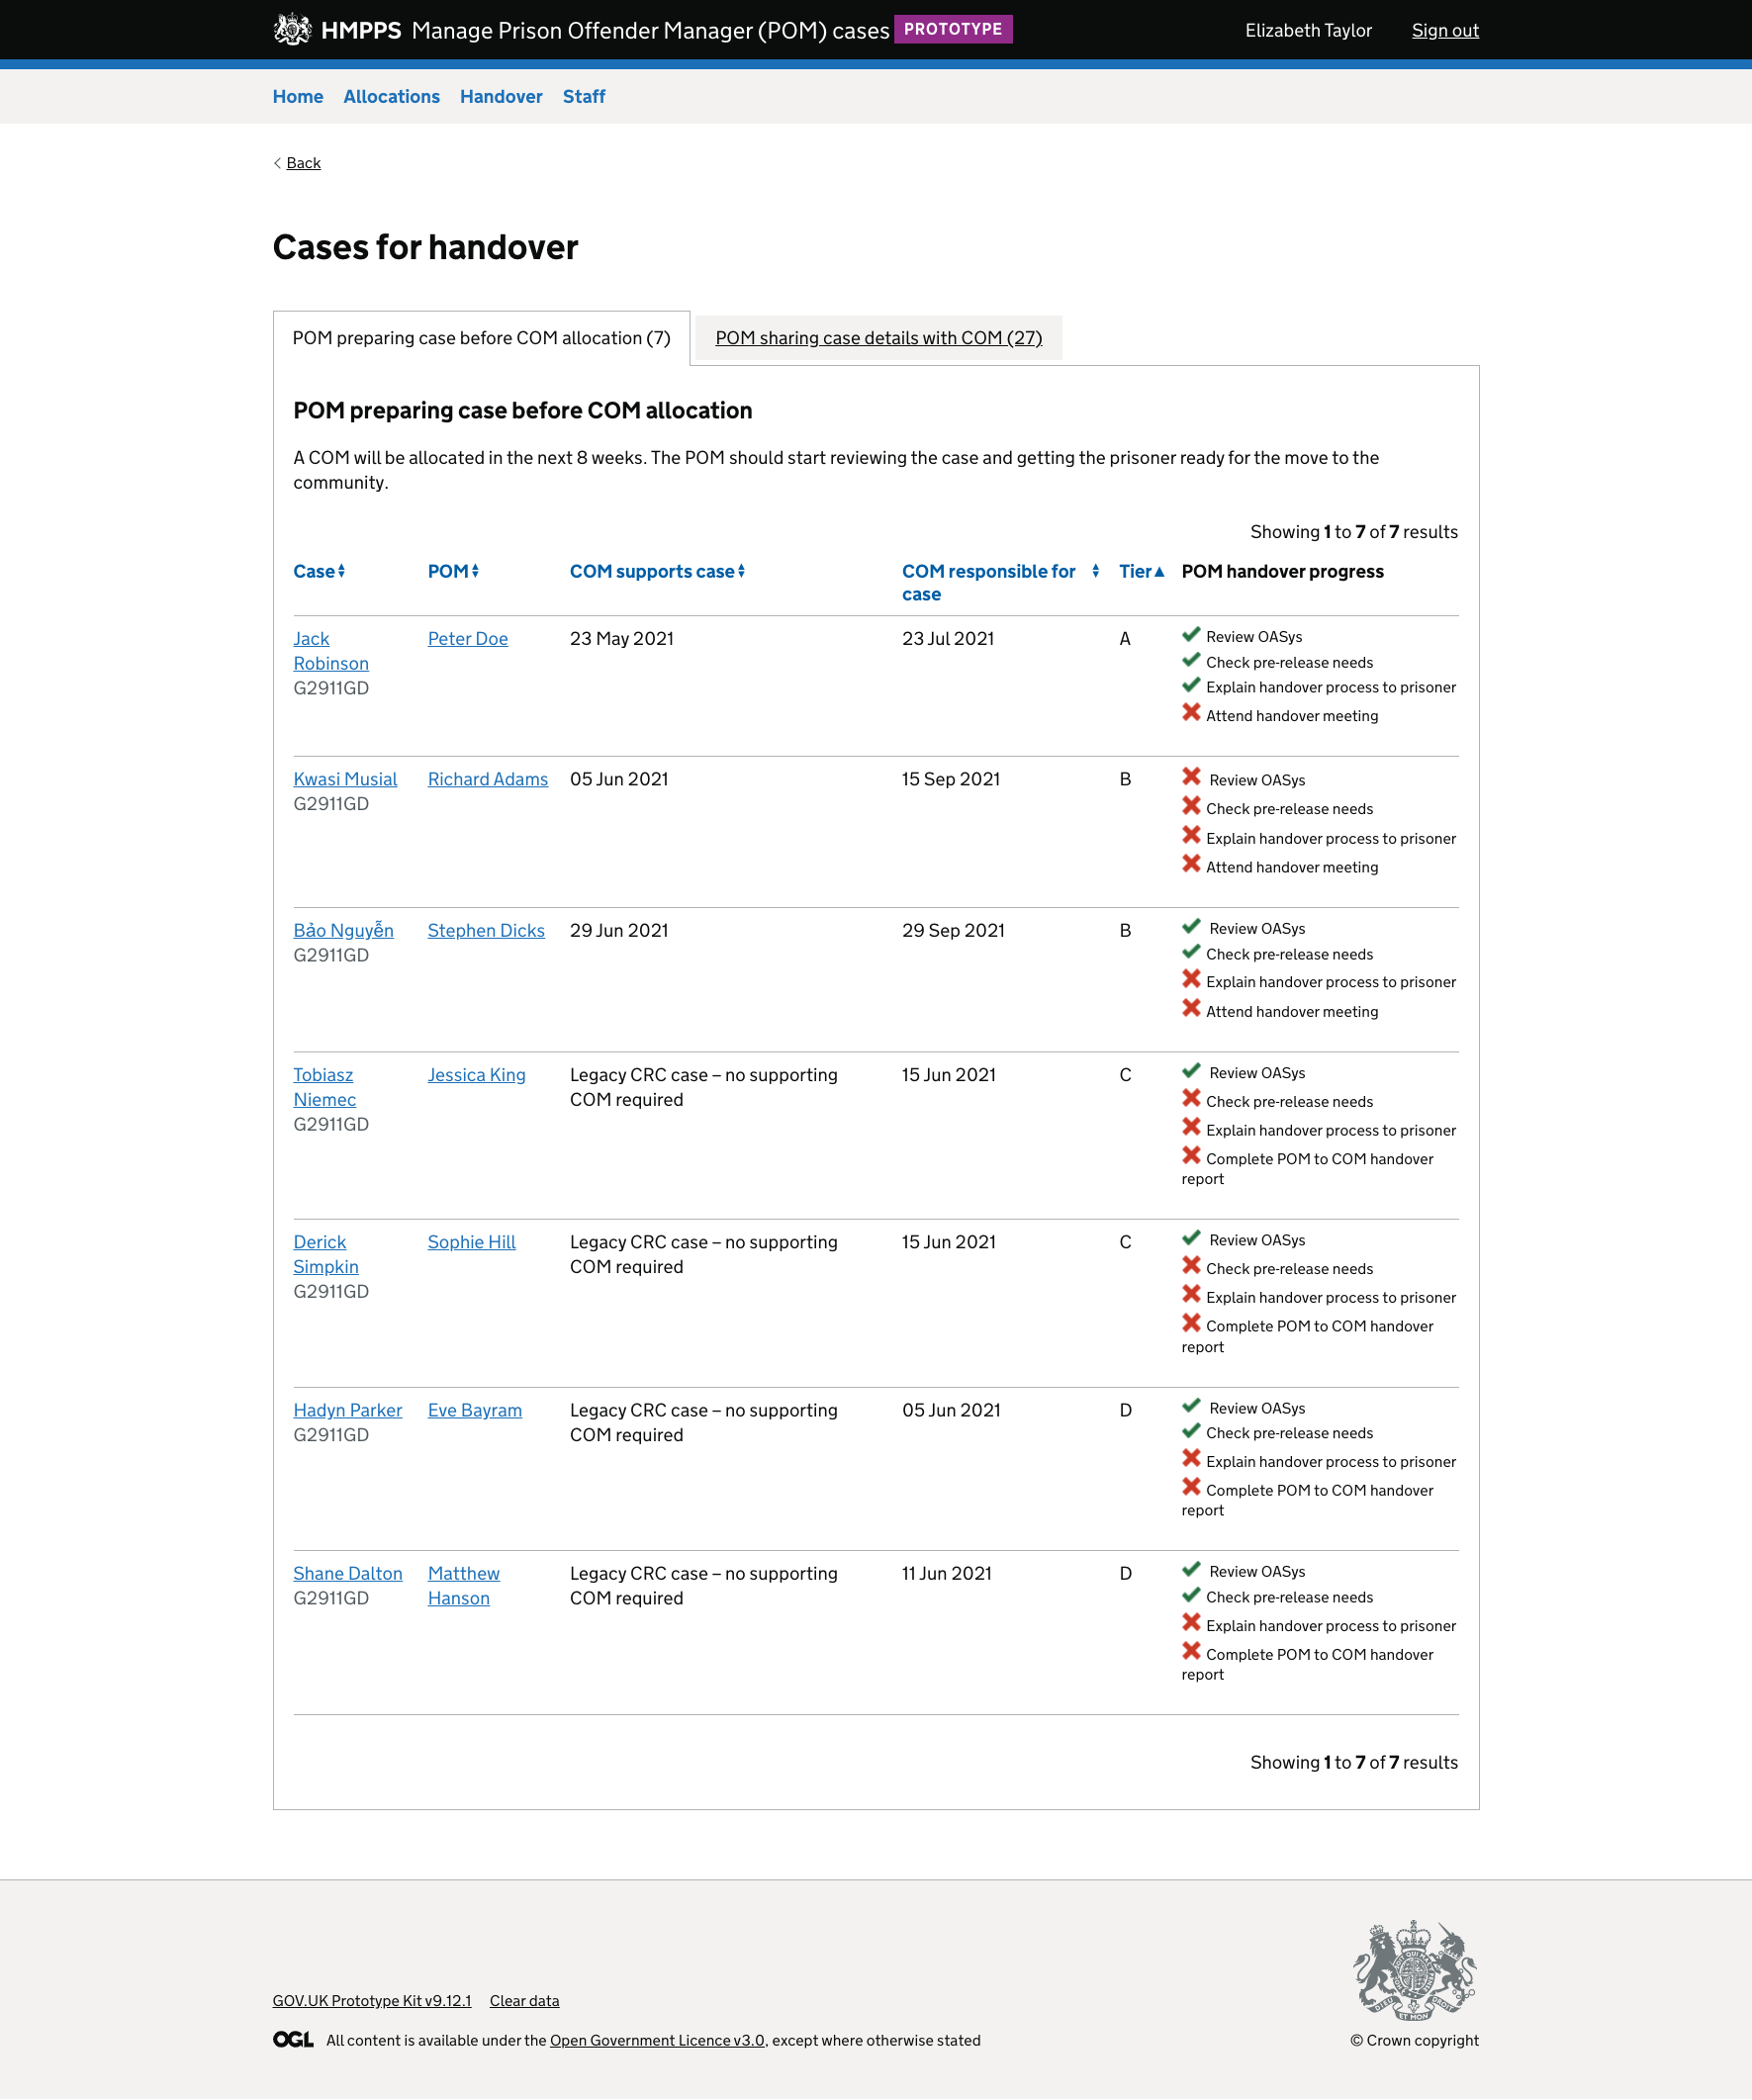 HMPPS Manage Prison Offender Manager (POM) cases PROTOTYPE Elizabeth Taylor Sign out
Home Allocations Handover Staff
Back
Cases for handover
POM preparing case before COM allocation (7) POM sharing case details with COM (27)
POM preparing case before COM allocation
A COM will be allocated in the next 8 weeks. The POM should start reviewing the case and getting the prisoner ready for the move to the
community.
Showing 1 to 7 of 7 results
Case POM COM supports case COM responsible for case Tier POM handover progress
Jack Robinson G2911GD Peter Doe 23 May 2021 23 Jul 2021 A
Review OASys
Check pre-release needs
Explain handover process to prisoner
Attend handover meeting
Kwasi Musial G2911GD Richard Adams 05 Jun 2021 15 Sep 2021 B
Review OASys
Check pre-release needs
Explain handover process to prisoner
Attend handover meeting
Bảo Nguyễn G2911GD Stephen Dicks 29 Jun 2021 29 Sep 2021 B
Review OASys
Check pre-release needs
Explain handover process to prisoner
Attend handover meeting
Tobiasz Niemec G2911GD Jessica King Legacy CRC case – no supporting COM required 15 Jun 2021 C
Review OASys
Check pre-release needs
Explain handover process to prisoner
Complete POM to COM handover
report
Derick Simpkin G2911GD Sophie Hill Legacy CRC case – no supporting COM required 15 Jun 2021 C
Review OASys
Check pre-release needs
Explain handover process to prisoner
Complete POM to COM handover
report
Hadyn Parker G2911GD Eve Bayram Legacy CRC case – no supporting COM required 05 Jun 2021 D
Review OASys
Check pre-release needs
Explain handover process to prisoner
Complete POM to COM handover
report
Shane Dalton G2911GD Matthew Hanson Legacy CRC case – no supporting COM required 11 Jun 2021 D
Review OASys
Check pre-release needs
Explain handover process to prisoner
Complete POM to COM handover
report
Showing 1 to 7 of 7 results
GOV.UK Prototype Kit v9.12.1 Clear data
OGL All content is available under the Open Government Licence v3.0, except where otherwise stated
© Crown copyright